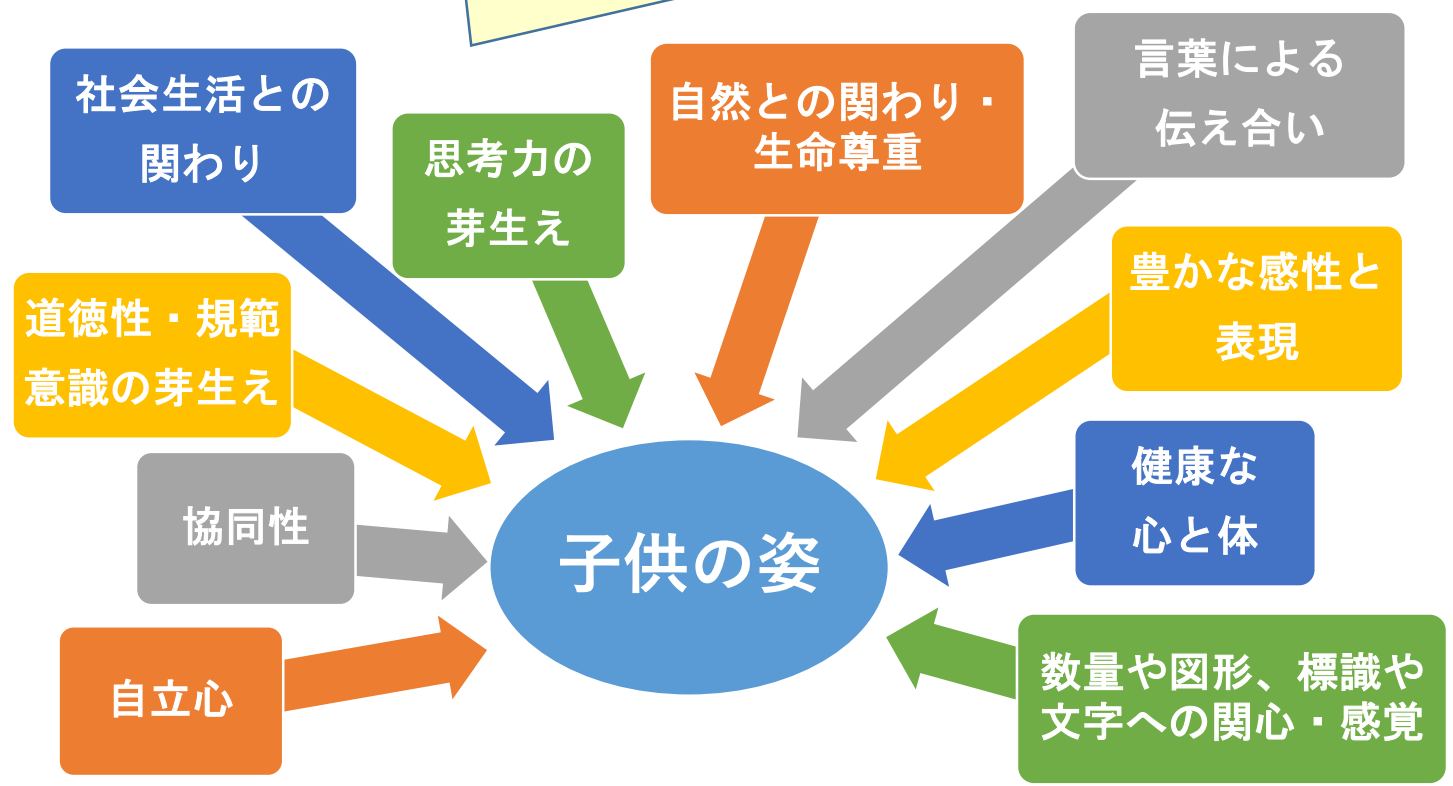 社会生活との
関わり
思考力の
芽生え
自然との関わり・
生命尊重
言葉による
伝え合い
道徳性・規範
意識の芽生え
豊かな感性と
表現
協同性
健康な
心と体
子供の姿
自立心
数量や図形、標識や
文字への関心・感覚